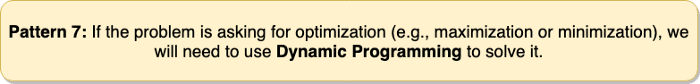 Pattern 7: If the problem is asking for optimization (e.g., maximization or minimization), we
will need to use Dynamic Programming to solve it.